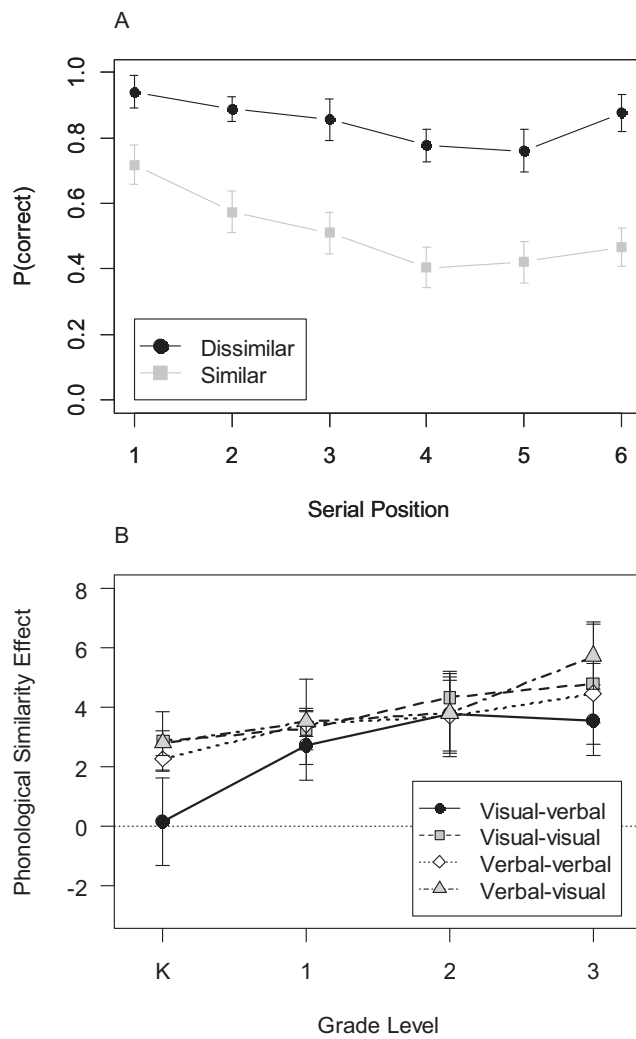 A
P(correct)
1.0
0.8
0.6
0.4
0.2
0.0
Dissimilar
Similar
1 2 3 4 5 6
Serial Position
B
Phonological Similarity Effect
8
6
4
2
0
-2
Visual-verbal
Visual-visual
Verbal-verbal
Verbal-visual
K 1 2 3
Grade Level